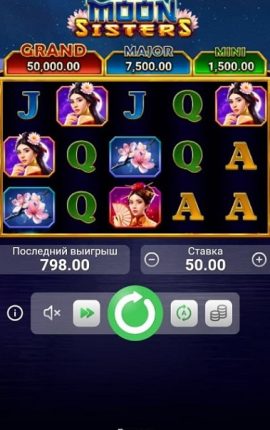 MOON
SISTERS
GRAND
50,000.00
MAJOR
7,500.00
MINI
1,500.00
J J Q
Q Q A
Q A A
Последний выигрыш
798.00
Ставка
50.00
A